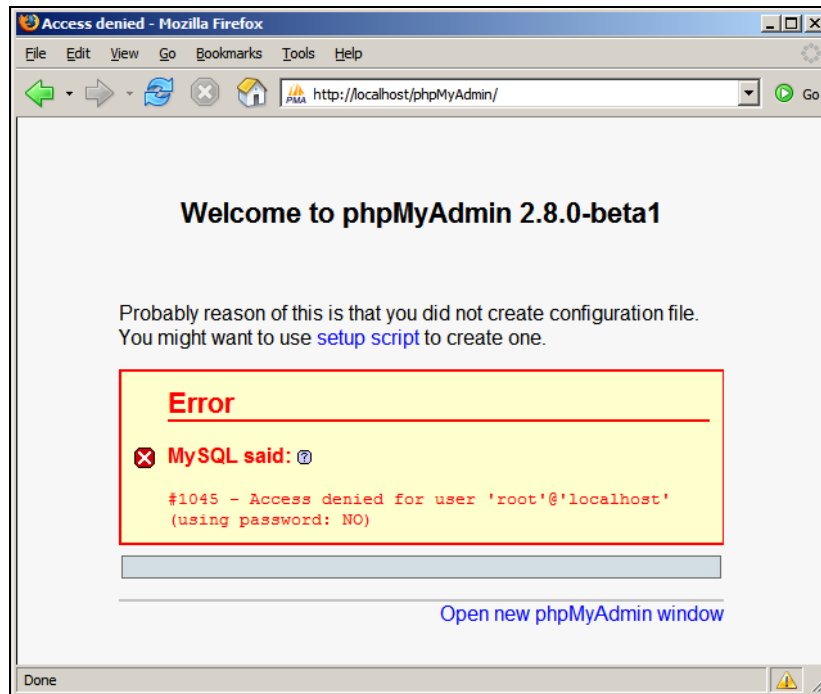 Access denied - Mozilla Firefox
File Edit View Go Bookmarks Tools Help
PMA http://localhost/phpMyAdmin/ Go
Welcome to phpMyAdmin 2.8.0-beta1
Probably reason of this is that you did not create configuration file.
You might want to use setup script to create one.
Error
MySQL said: ?
#1045 - Access denied for user 'root'@'localhost'
(using password: NO)
Open new phpMyAdmin window
Done